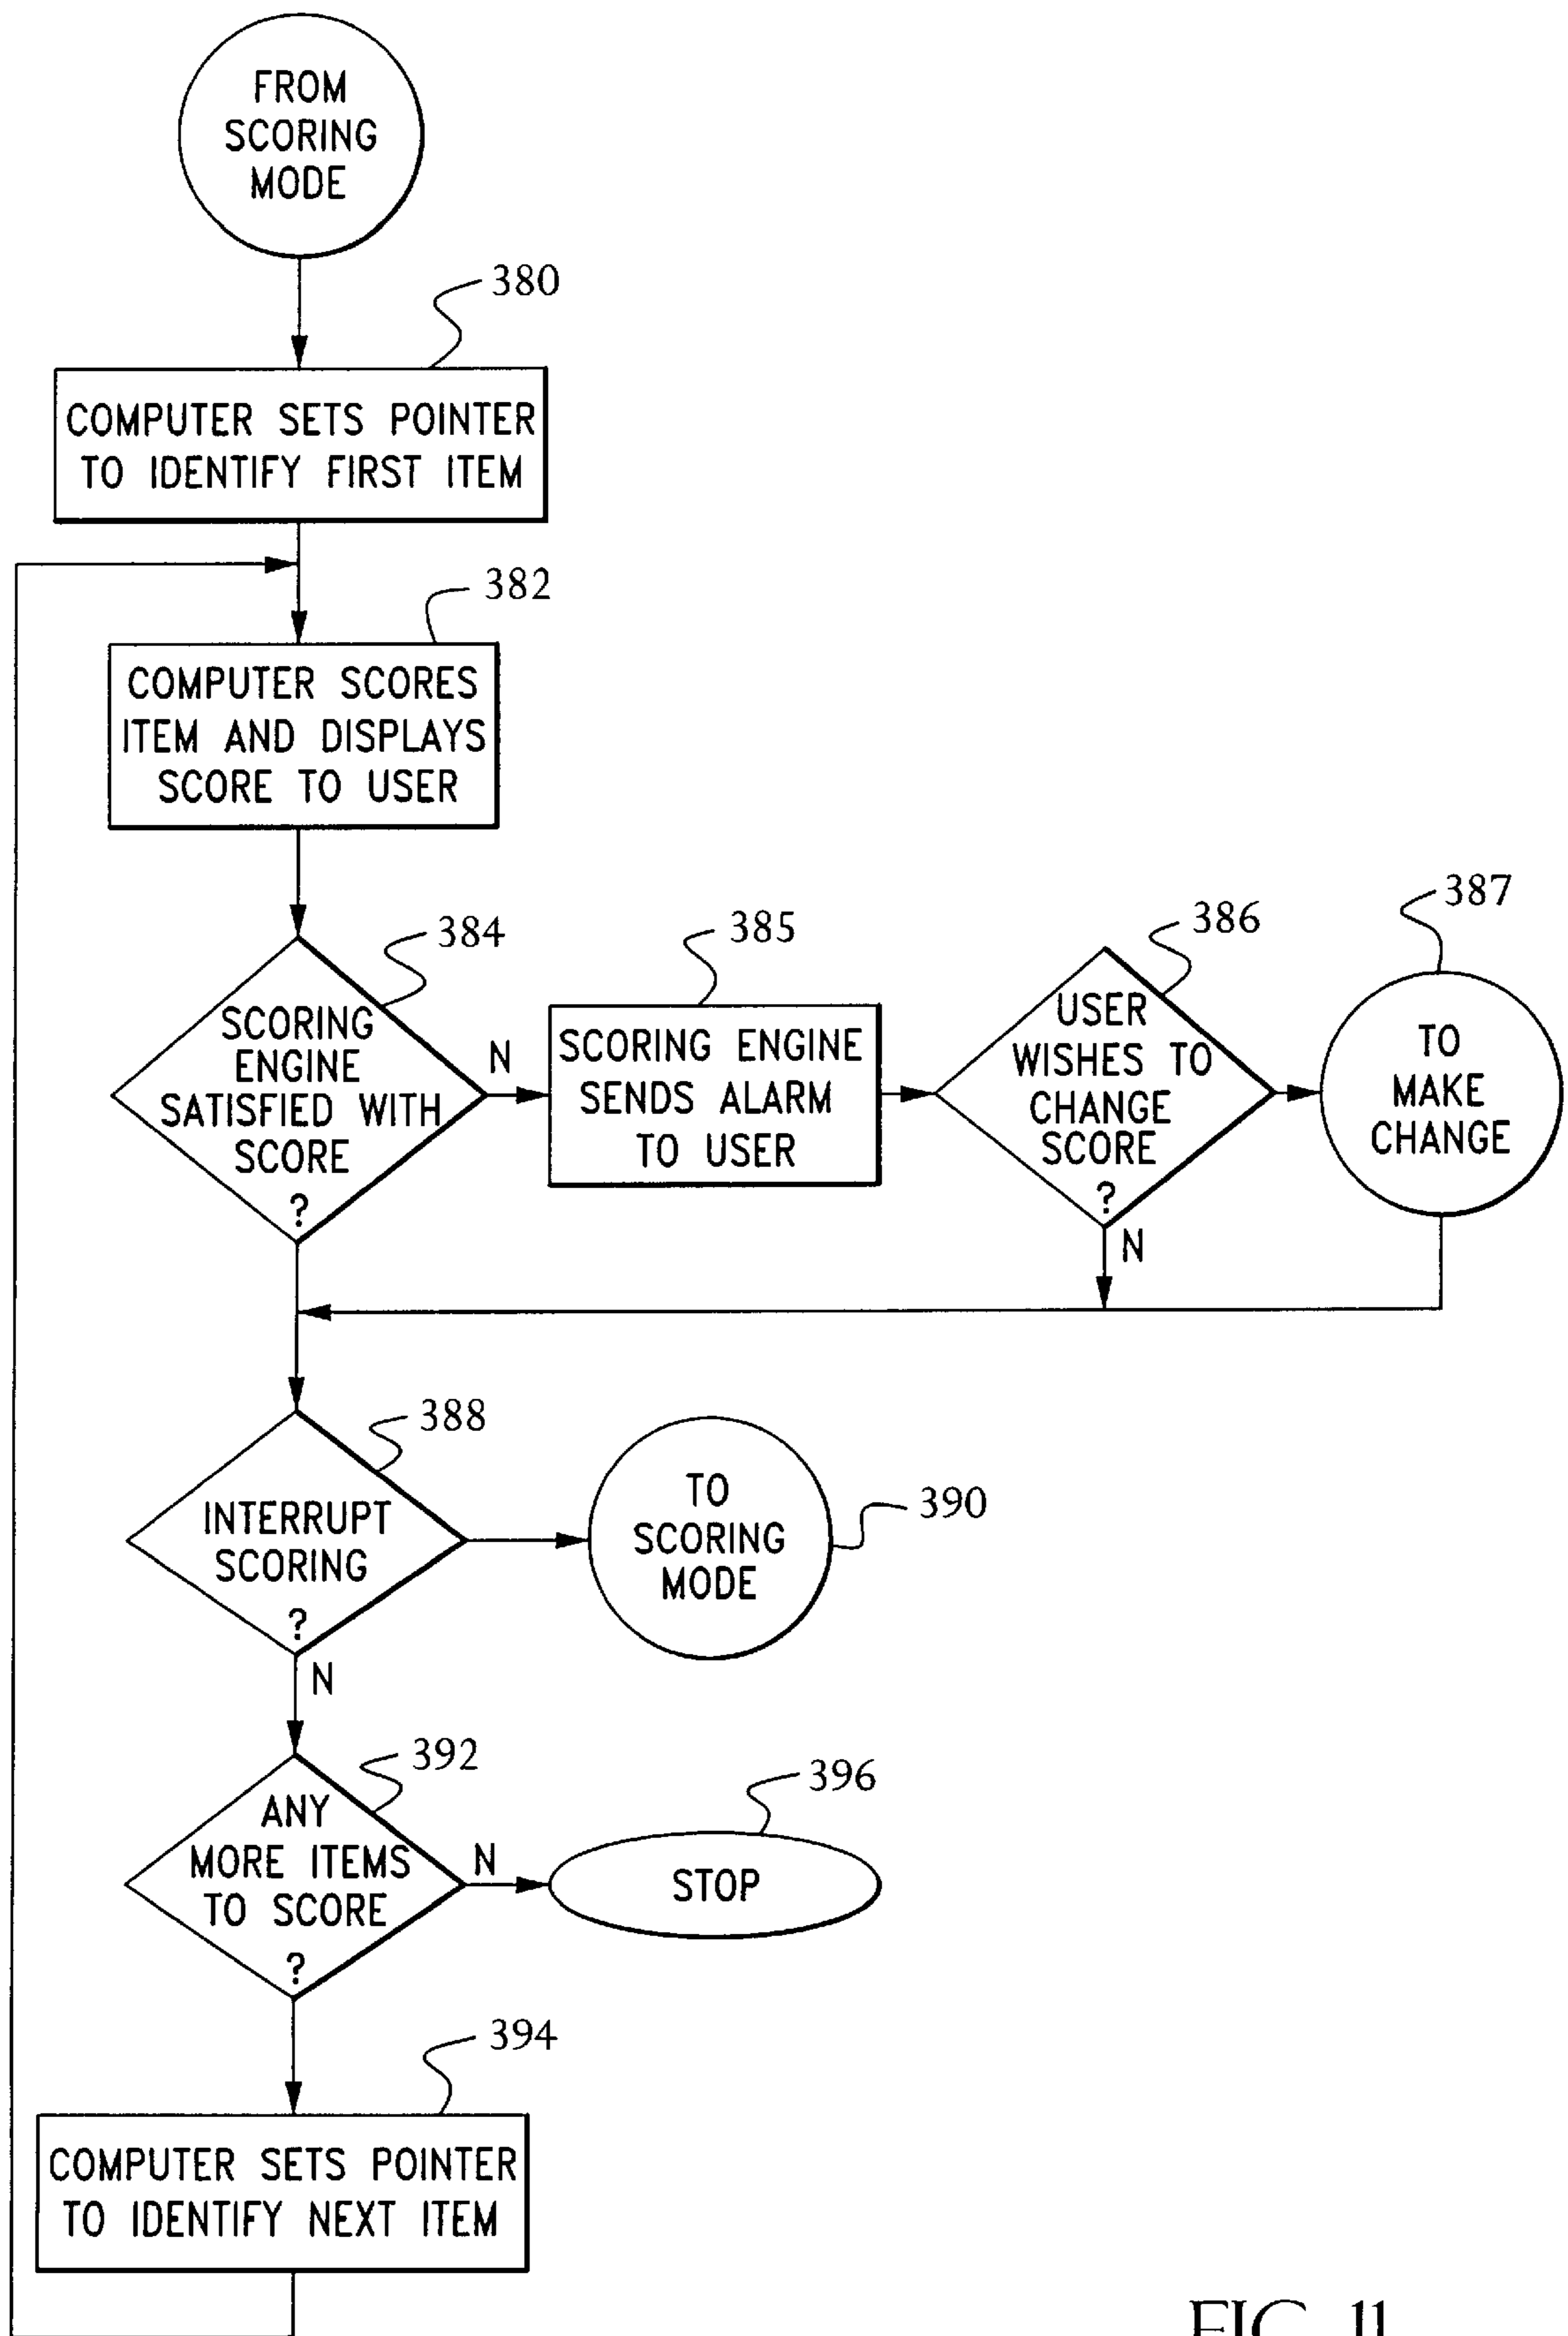 FROM
SCORING
MODE
380
COMPUTER SETS POINTER
TO IDENTIFY FIRST ITEM
382
COMPUTER SCORES
ITEM AND DISPLAYS
SCORE TO USER
384
SCORING
ENGINE
SATISFIED WITH
SCORE
?
N
385
SCORING ENGINE
SENDS ALARM
TO USER
386
USER
WISHES TO
CHANGE
SCORE
?
N
387
TO
MAKE
CHANGE
388
INTERRUPT
SCORING
?
N
TO
SCORING
MODE
390
392
ANY
MORE ITEMS
TO SCORE
?
N
396
STOP
394
COMPUTER SETS POINTER
TO IDENTIFY NEXT ITEM
FIG. 11